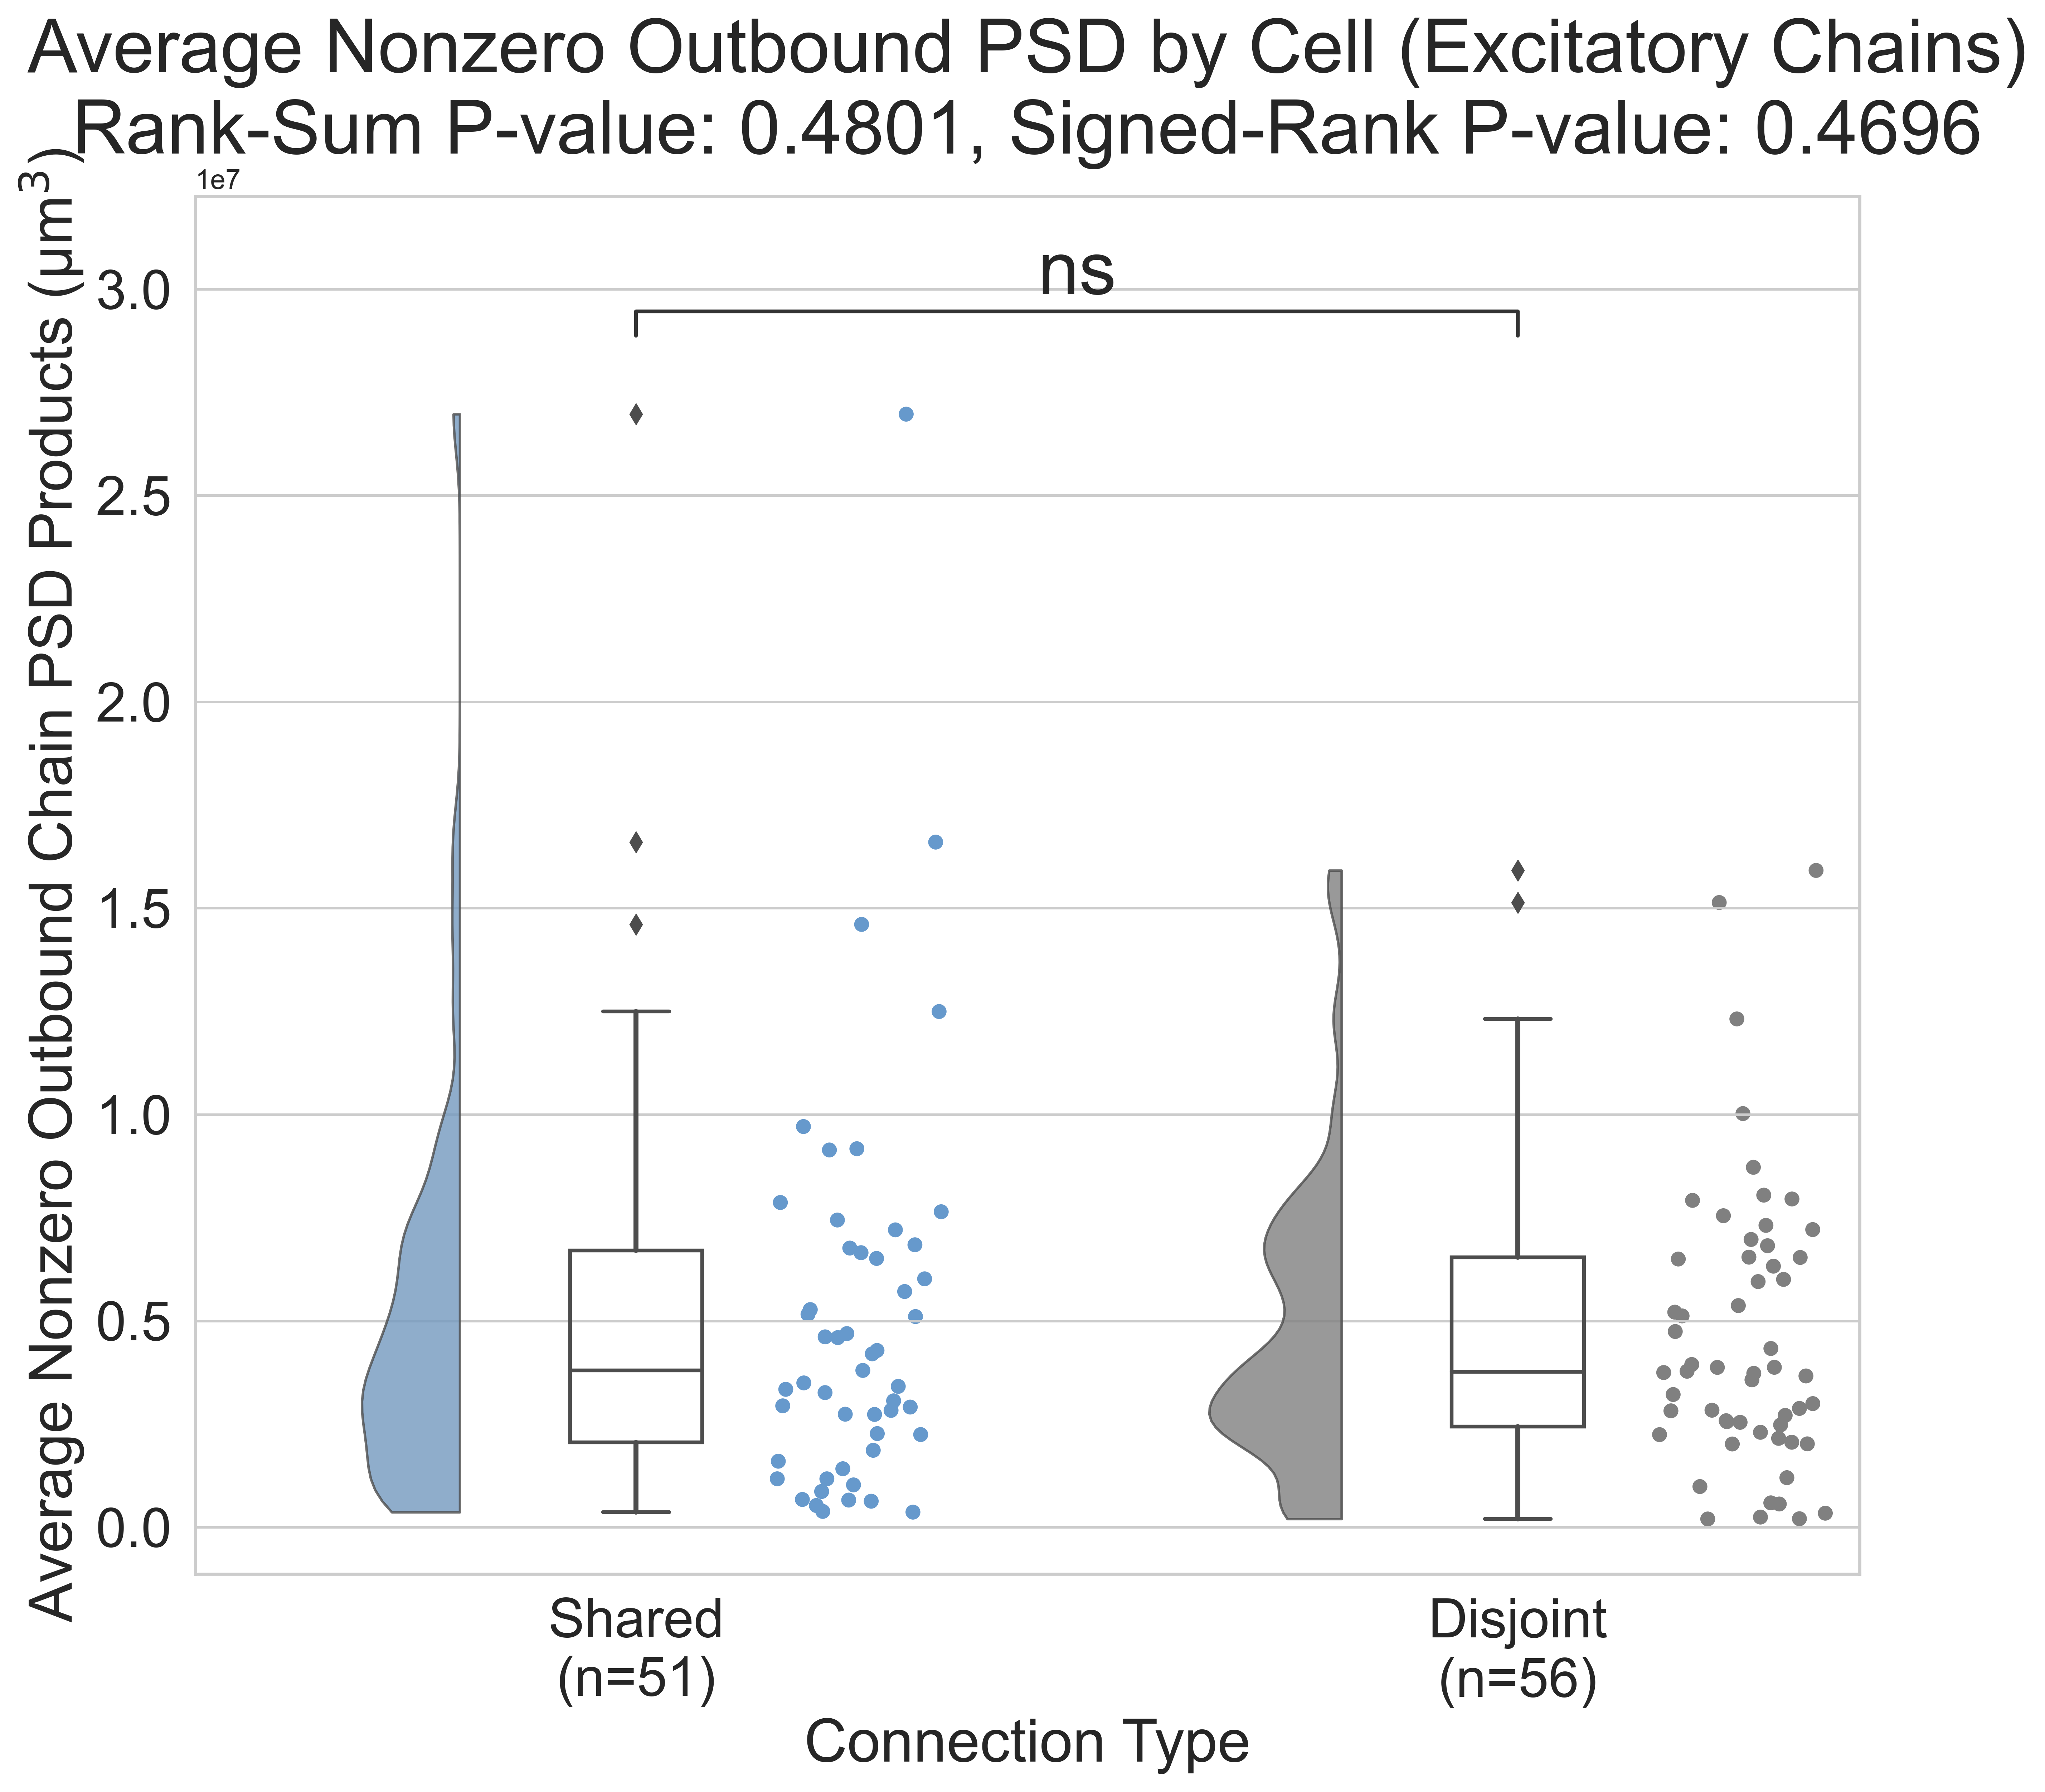 Average Nonzero Outbound PSD by Cell (Excitatory Chains)
Rank-Sum P-value: 0.4801, Signed-Rank P-value: 0.4696
1e7
Average Nonzero Outbound Chain PSD Products (µm³)
3.0
2.5
2.0
1.5
1.0
0.5
0.0
ns
Shared
(n=51)
Disjoint
(n=56)
Connection Type